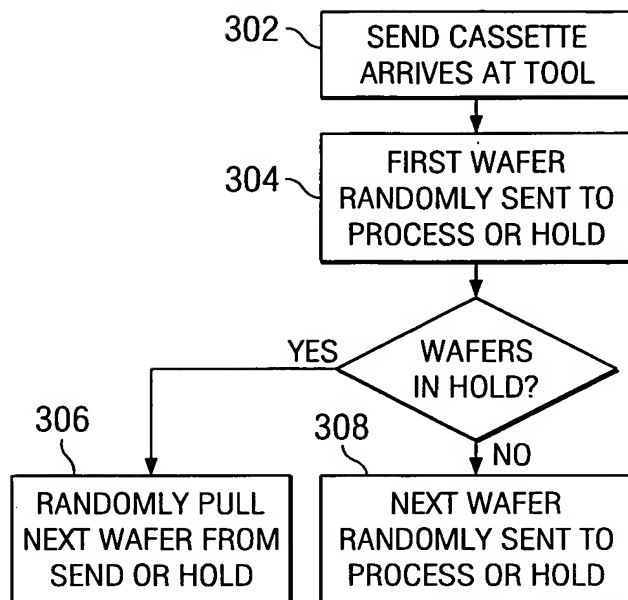 302
SEND CASSETTE
ARRIVES AT TOOL
304
FIRST WAFER
RANDOMLY SENT TO
PROCESS OR HOLD
YES
WAFERS
IN HOLD?
NO
306
RANDOMLY PULL
NEXT WAFER FROM
SEND OR HOLD
308
NEXT WAFER
RANDOMLY SENT TO
PROCESS OR HOLD